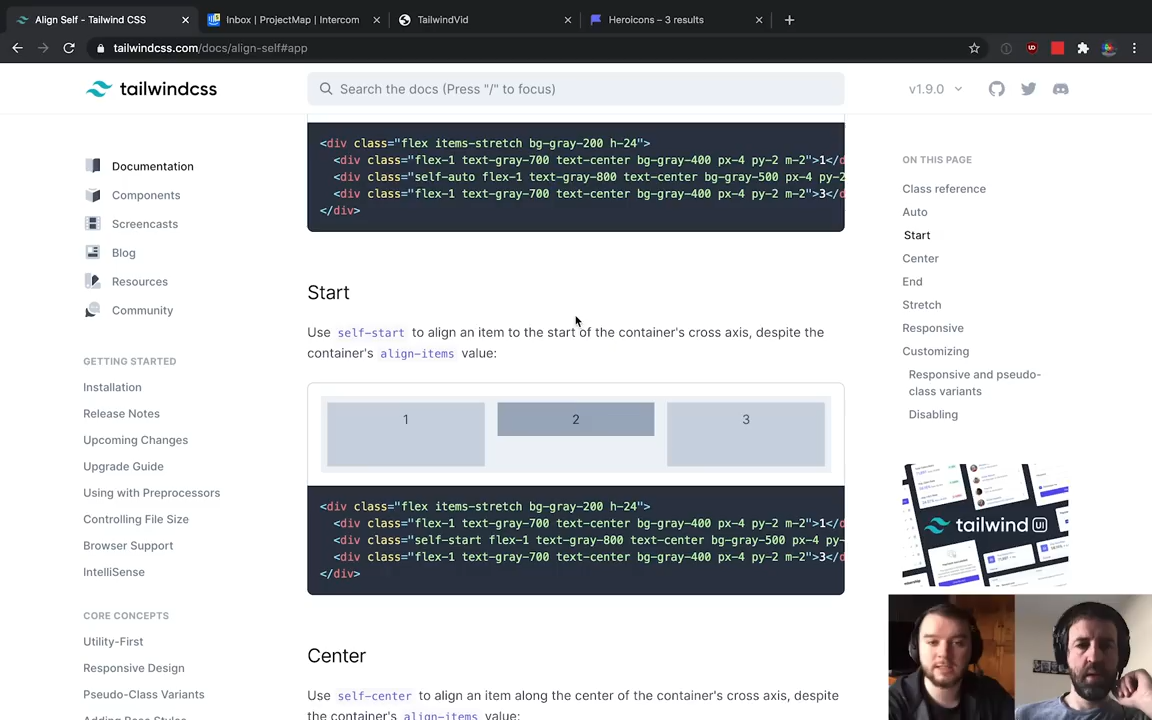 Align Self - Tailwind CSS
Inbox | ProjectMap | Intercom
TailwindVid
Heroicons – 3 results
tailwindcss.com/docs/align-self#app
tailwindcss
Search the docs (Press "/" to focus)
v1.9.0
Documentation
Components
Screencasts
Blog
Resources
Community
GETTING STARTED
Installation
Release Notes
Upcoming Changes
Upgrade Guide
Using with Preprocessors
Controlling File Size
Browser Support
IntelliSense
CORE CONCEPTS
Utility-First
Responsive Design
Pseudo-Class Variants
Adding Base Styles
<div class="flex items-stretch bg-gray-200 h-24">
<div class="flex-1 text-gray-700 text-center bg-gray-400 px-4 py-2 m-2">1</d
<div class="self-auto flex-1 text-gray-800 text-center bg-gray-500 px-4 py-2
<div class="flex-1 text-gray-700 text-center bg-gray-400 px-4 py-2 m-2">3</d
</div>
Start
Use self-start to align an item to the start of the container's cross axis, despite the
container's align-items value:
1
2
3
<div class="flex items-stretch bg-gray-200 h-24">
<div class="flex-1 text-gray-700 text-center bg-gray-400 px-4 py-2 m-2">1</d
<div class="self-start flex-1 text-gray-800 text-center bg-gray-500 px-4 py-
<div class="flex-1 text-gray-700 text-center bg-gray-400 px-4 py-2 m-2">3</d
</div>
Center
Use self-center to align an item along the center of the container's cross axis, despite
the container's align-items value:
ON THIS PAGE
Class reference
Auto
Start
Center
End
Stretch
Responsive
Customizing
Responsive and pseudo-
class variants
Disabling
tailwind UI